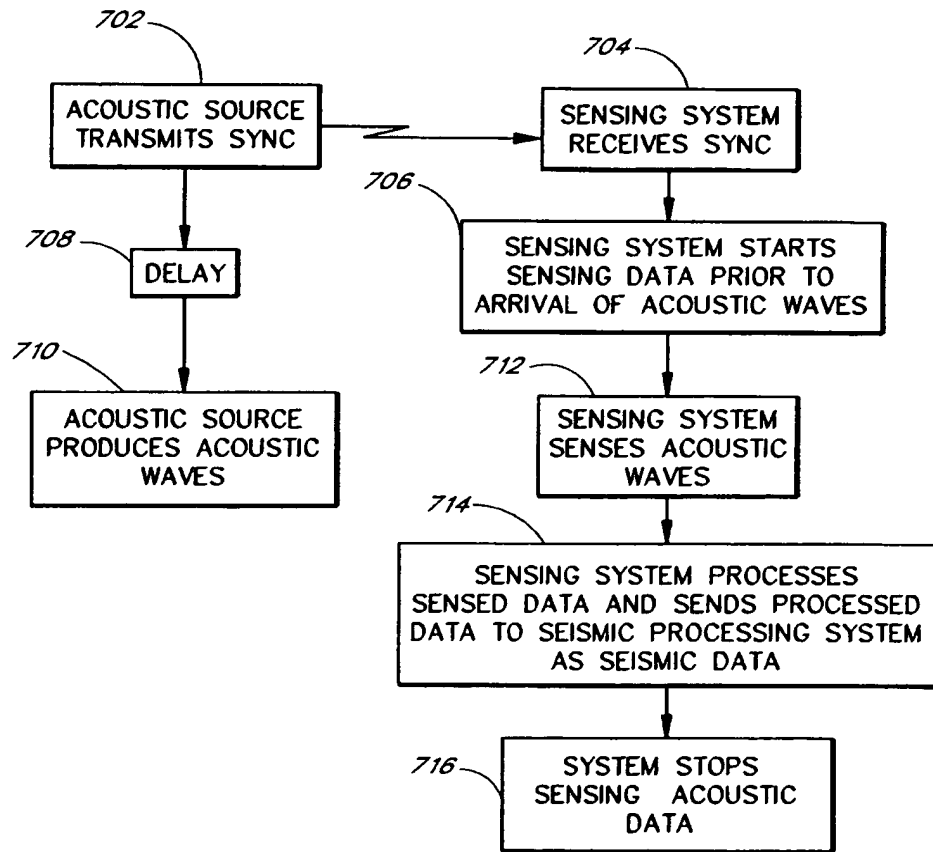 702
ACOUSTIC SOURCE
TRANSMITS SYNC
704
SENSING SYSTEM
RECEIVES SYNC
706
SENSING SYSTEM STARTS
SENSING DATA PRIOR TO
ARRIVAL OF ACOUSTIC WAVES
708
DELAY
710
ACOUSTIC SOURCE
PRODUCES ACOUSTIC
WAVES
712
SENSING SYSTEM
SENSES ACOUSTIC
WAVES
714
SENSING SYSTEM PROCESSES
SENSED DATA AND SENDS PROCESSED
DATA TO SEISMIC PROCESSING SYSTEM
AS SEISMIC DATA
716
SYSTEM STOPS
SENSING ACOUSTIC
DATA